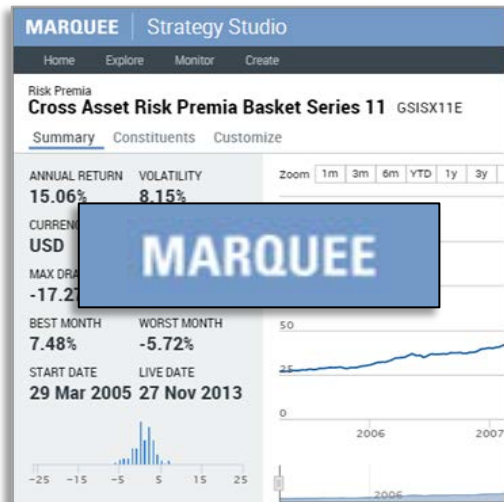 MARQUEE Strategy Studio
Home Explore Monitor Create
Risk Premia
Cross Asset Risk Premia Basket Series 11 GSISX11E
Summary Constituents Customize
ANNUAL RETURN VOLATILITY
15.06% 8.15%
Zoom 1m 3m 6m YTD 1y 3y
USD
MARQUEE
BEST MONTH WORST MONTH
7.48% -5.72%
START DATE LIVE DATE
29 Mar 2005 27 Nov 2013
50
25
0
2006 2007
-25 -15 -5 5 15 25
2006